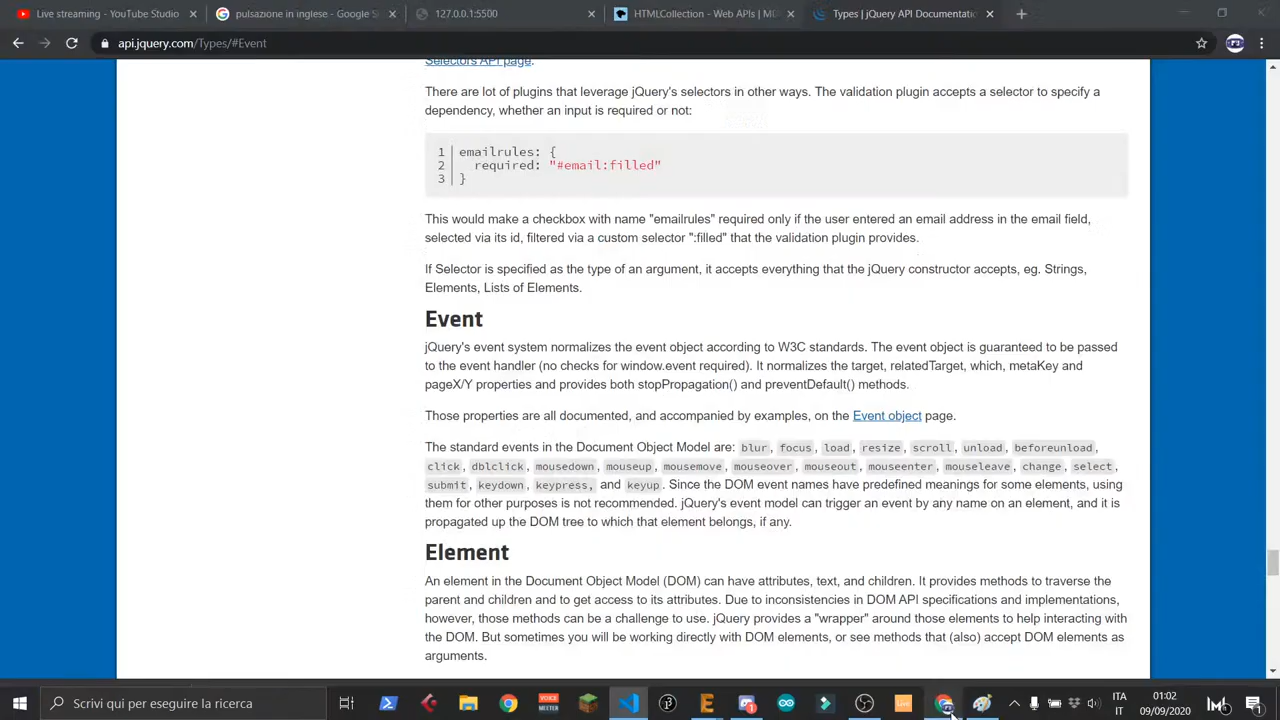 Live streaming - YouTube Studio
pulsazione in inglese - Google S
127.0.0.1:5500
HTMLCollection - Web APIs | M
Types | jQuery API Documentatio
api.jquery.com/Types/#Event
Selectors API page.
There are lot of plugins that leverage jQuery's selectors in other ways. The validation plugin accepts a selector to specify a
dependency, whether an input is required or not:
1 emailrules: {
2 required: "#email:filled"
3 }
This would make a checkbox with name "emailrules" required only if the user entered an email address in the email field,
selected via its id, filtered via a custom selector ":filled" that the validation plugin provides.
If Selector is specified as the type of an argument, it accepts everything that the jQuery constructor accepts, eg. Strings,
Elements, Lists of Elements.
Event
jQuery's event system normalizes the event object according to W3C standards. The event object is guaranteed to be passed
to the event handler (no checks for window.event required). It normalizes the target, relatedTarget, which, metaKey and
pageX/Y properties and provides both stopPropagation() and preventDefault() methods.
Those properties are all documented, and accompanied by examples, on the Event object page.
The standard events in the Document Object Model are: blur, focus, load, resize, scroll, unload, beforeunload,
click, dblclick, mousedown, mouseup, mousemove, mouseover, mouseout, mouseenter, mouseleave, change, select,
submit, keydown, keypress, and keyup. Since the DOM event names have predefined meanings for some elements, using
them for other purposes is not recommended. jQuery's event model can trigger an event by any name on an element, and it is
propagated up the DOM tree to which that element belongs, if any.
Element
An element in the Document Object Model (DOM) can have attributes, text, and children. It provides methods to traverse the
parent and children and to get access to its attributes. Due to inconsistencies in DOM API specifications and implementations,
however, those methods can be a challenge to use. jQuery provides a "wrapper" around those elements to help interacting with
the DOM. But sometimes you will be working directly with DOM elements, or see methods that (also) accept DOM elements as
arguments.
Scrivi qui per eseguire la ricerca
VOICE
MEETER
Live
ITA
IT
01:02
09/09/2020